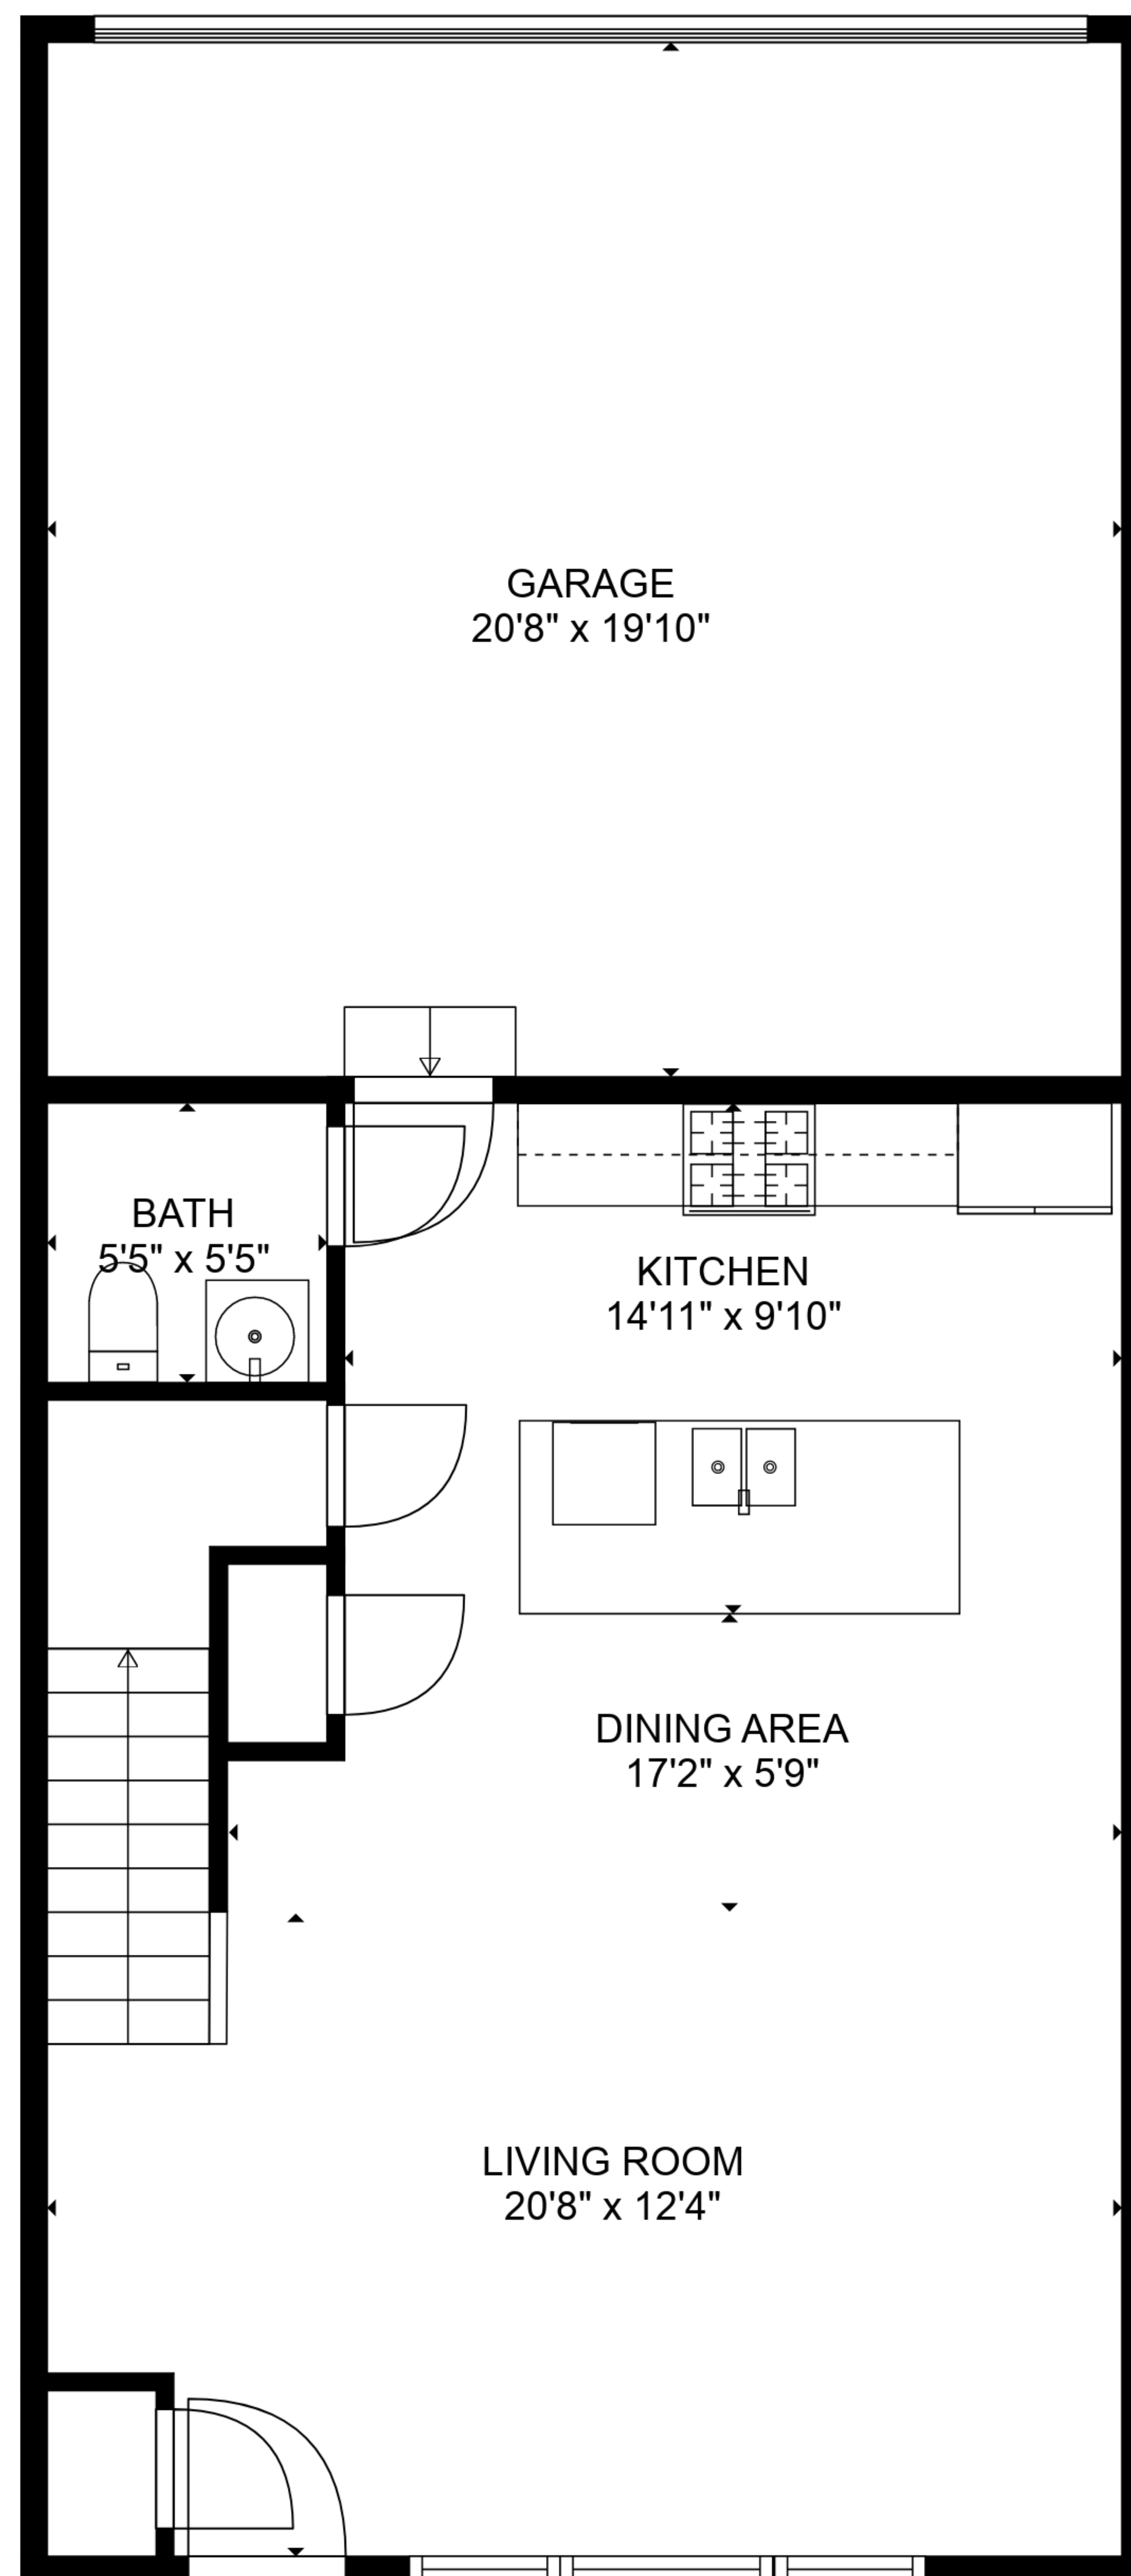 GARAGE
20'8" x 19'10"
BATH
5'5" x 5'5"
KITCHEN
14'11" x 9'10"
DINING AREA
17'2" x 5'9"
LIVING ROOM
20'8" x 12'4"